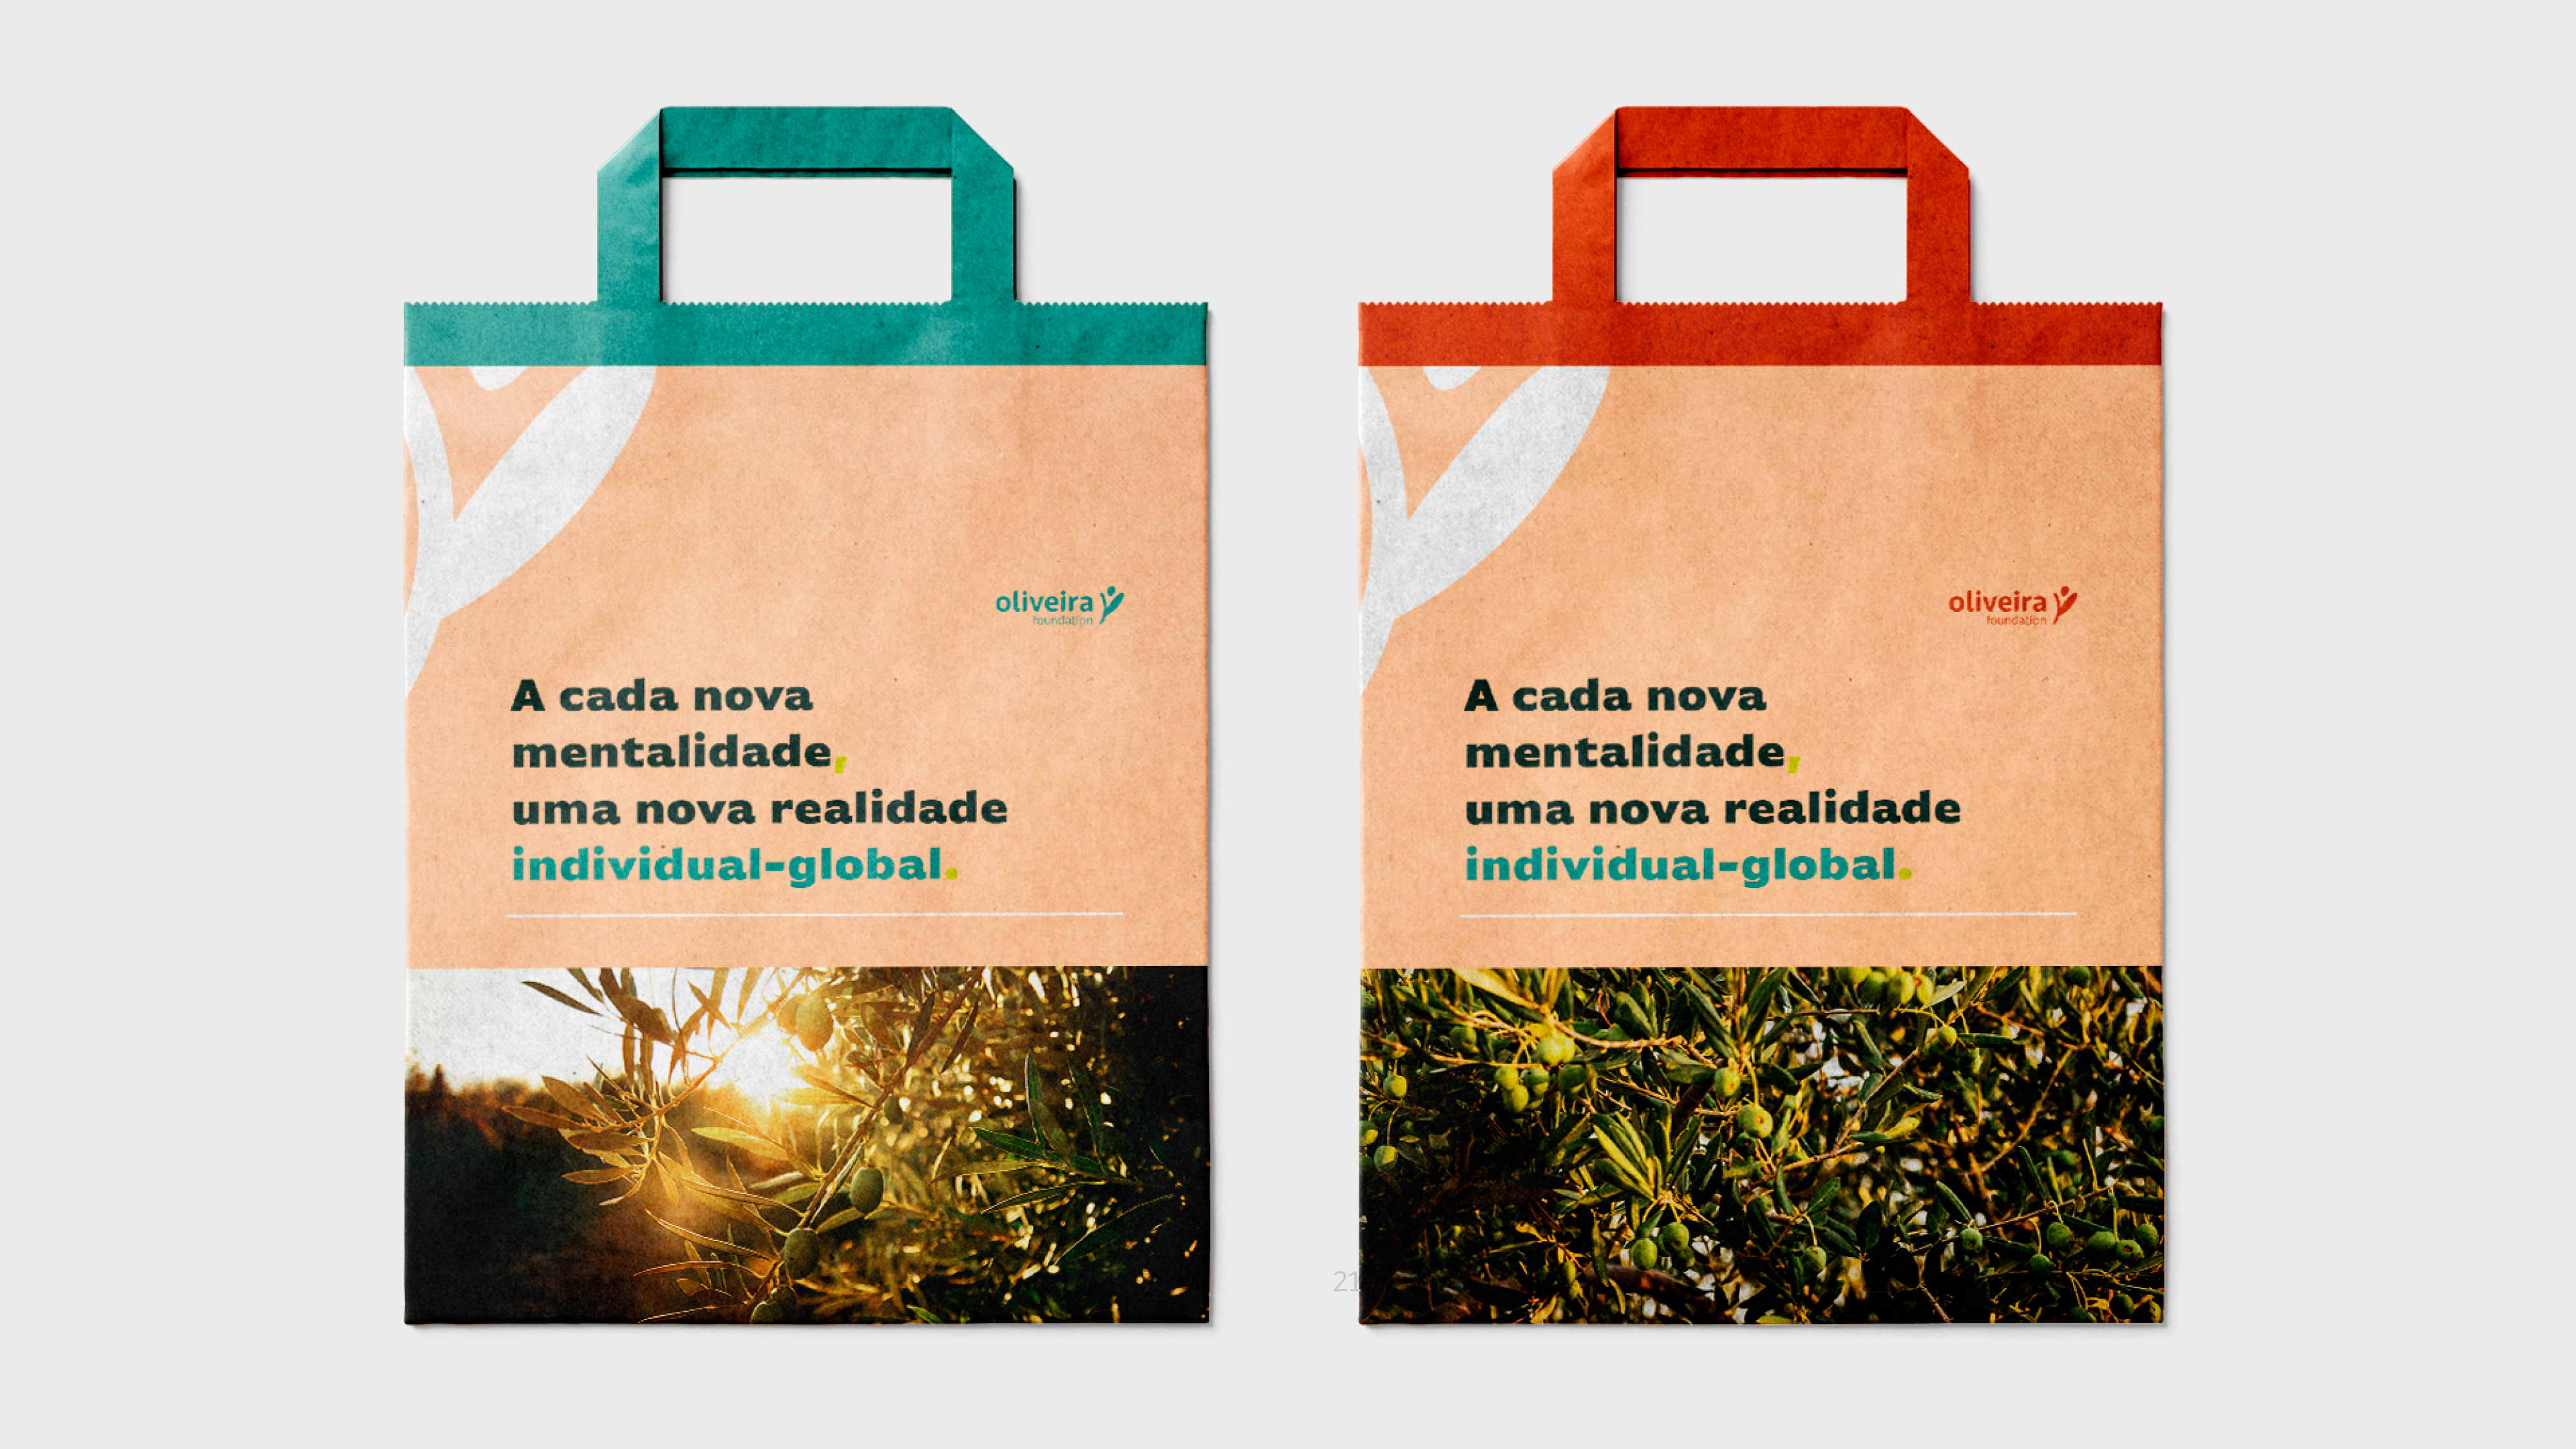 oliveira
foundation
A cada nova
mentalidade,
uma nova realidade
individual-global.
oliveira
foundation
A cada nova
mentalidade,
uma nova realidade
individual-global.
21